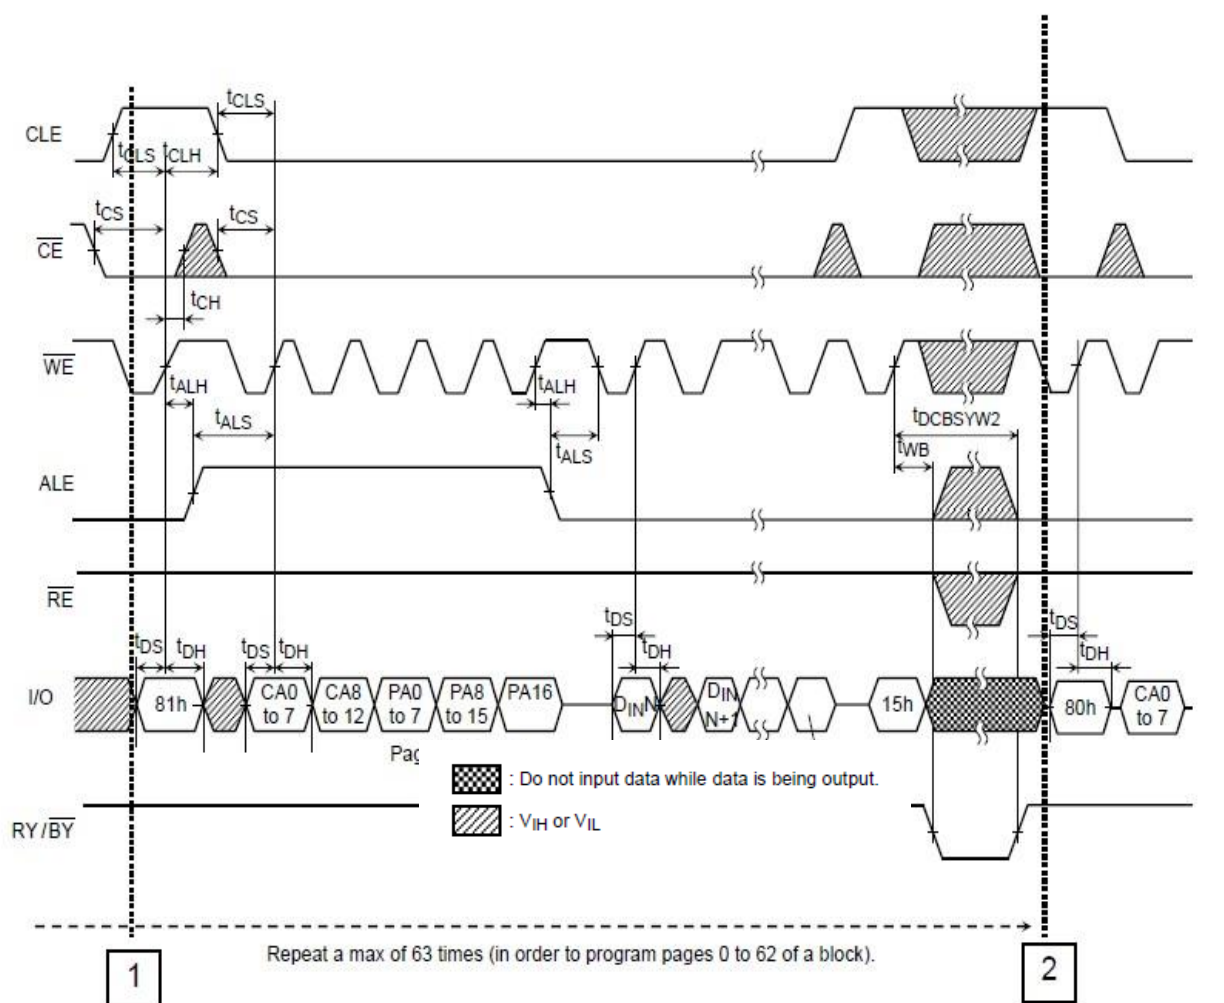 tCLS
CLE
tCLS tCLH
tCS tCS
CE
tCH
WE
tALH tALH
tALS tDCBSYW2
tALS tWB
ALE
RE
tDS tDS
tDS tDH tDS tDH tDH tDH
I/O 81h CA0 to 7 CA8 to 12 PA0 to 7 PA8 to 15 PA16 DINN DIN N+1 15h 80h CA0 to 7
Pag
: Do not input data while data is being output.
: VIH or VIL
RY/BY
Repeat a max of 63 times (in order to program pages 0 to 62 of a block).
1 2